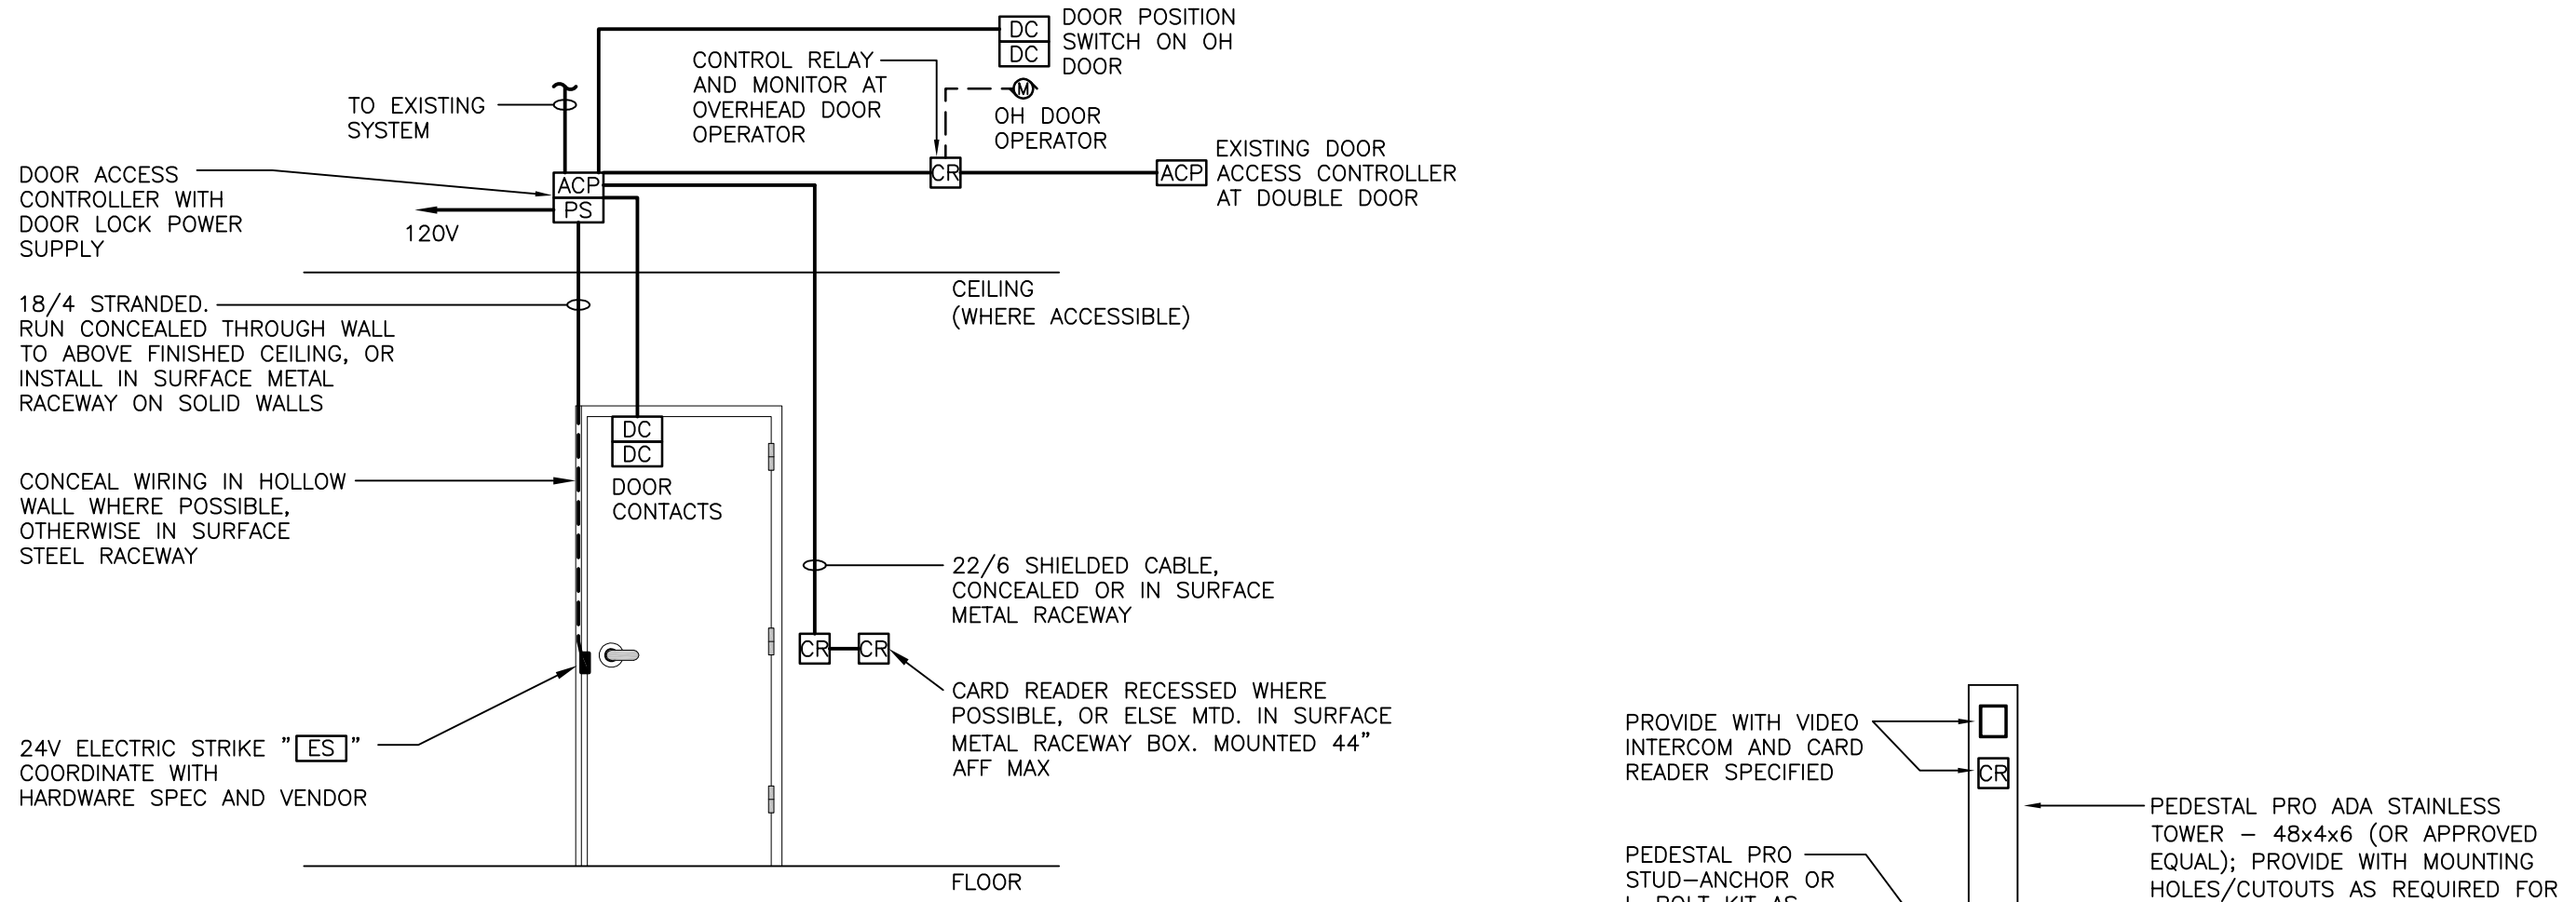 DOOR POSITION
SWITCH ON OH
DOOR
DC
DC
CONTROL RELAY
AND MONITOR AT
OVERHEAD DOOR
OPERATOR
M
OH DOOR
OPERATOR
TO EXISTING
SYSTEM
EXISTING DOOR
ACCESS CONTROLLER
AT DOUBLE DOOR
CR
ACP
DOOR ACCESS
CONTROLLER WITH
DOOR LOCK POWER
SUPPLY
ACP
PS
120V
CEILING
(WHERE ACCESSIBLE)
18/4 STRANDED.
RUN CONCEALED THROUGH WALL
TO ABOVE FINISHED CEILING, OR
INSTALL IN SURFACE METAL
RACEWAY ON SOLID WALLS
DC
DC
DOOR
CONTACTS
CONCEAL WIRING IN HOLLOW
WALL WHERE POSSIBLE,
OTHERWISE IN SURFACE
STEEL RACEWAY
22/6 SHIELDED CABLE,
CONCEALED OR IN SURFACE
METAL RACEWAY
CR
CR
CARD READER RECESSED WHERE
POSSIBLE, OR ELSE MTD. IN SURFACE
METAL RACEWAY BOX. MOUNTED 44"
AFF MAX
24V ELECTRIC STRIKE "ES"
COORDINATE WITH
HARDWARE SPEC AND VENDOR
FLOOR
PROVIDE WITH VIDEO
INTERCOM AND CARD
READER SPECIFIED
CR
PEDESTAL PRO ADA STAINLESS
TOWER – 48x4x6 (OR APPROVED
EQUAL); PROVIDE WITH MOUNTING
HOLES/CUTOUTS AS REQUIRED FOR
PEDESTAL PRO
STUD–ANCHOR OR